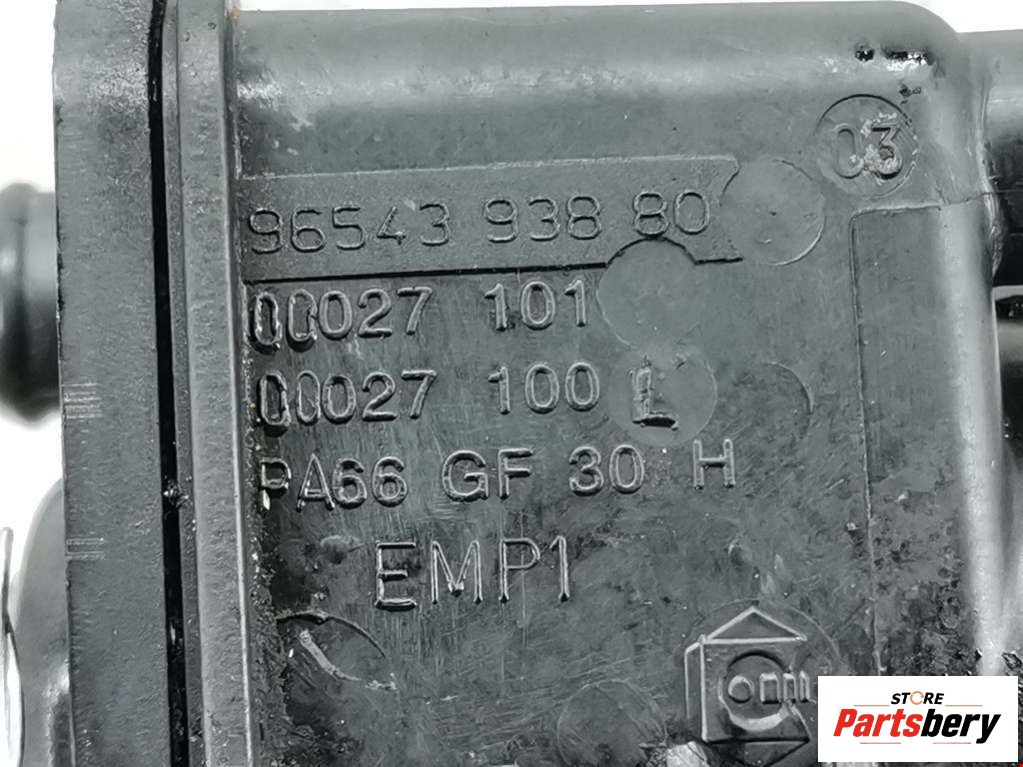 03
96543 938 80
00027 101
00027 100 L
PA66 GF 30 H
EMP1
STORE
Partsbery